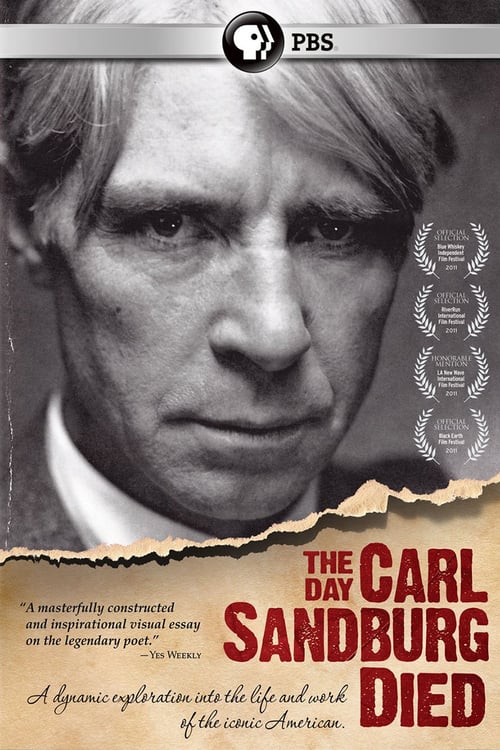 PBS
OFFICIAL
SELECTION
Blue Whiskey
Independent
Film Festival
2011
OFFICIAL
SELECTION
RiverRun
International
Film Festival
2011
HONORABLE
MENTION
LA New Wave
International
Film Festival
2011
OFFICIAL
SELECTION
Black Earth
Film Festival
2011
THE DAY CARL
SANDBURG
DIED
“A masterfully constructed
and inspirational visual essay
on the legendary poet.”
—YES WEEKLY
A dynamic exploration into the life and work
of the iconic American.